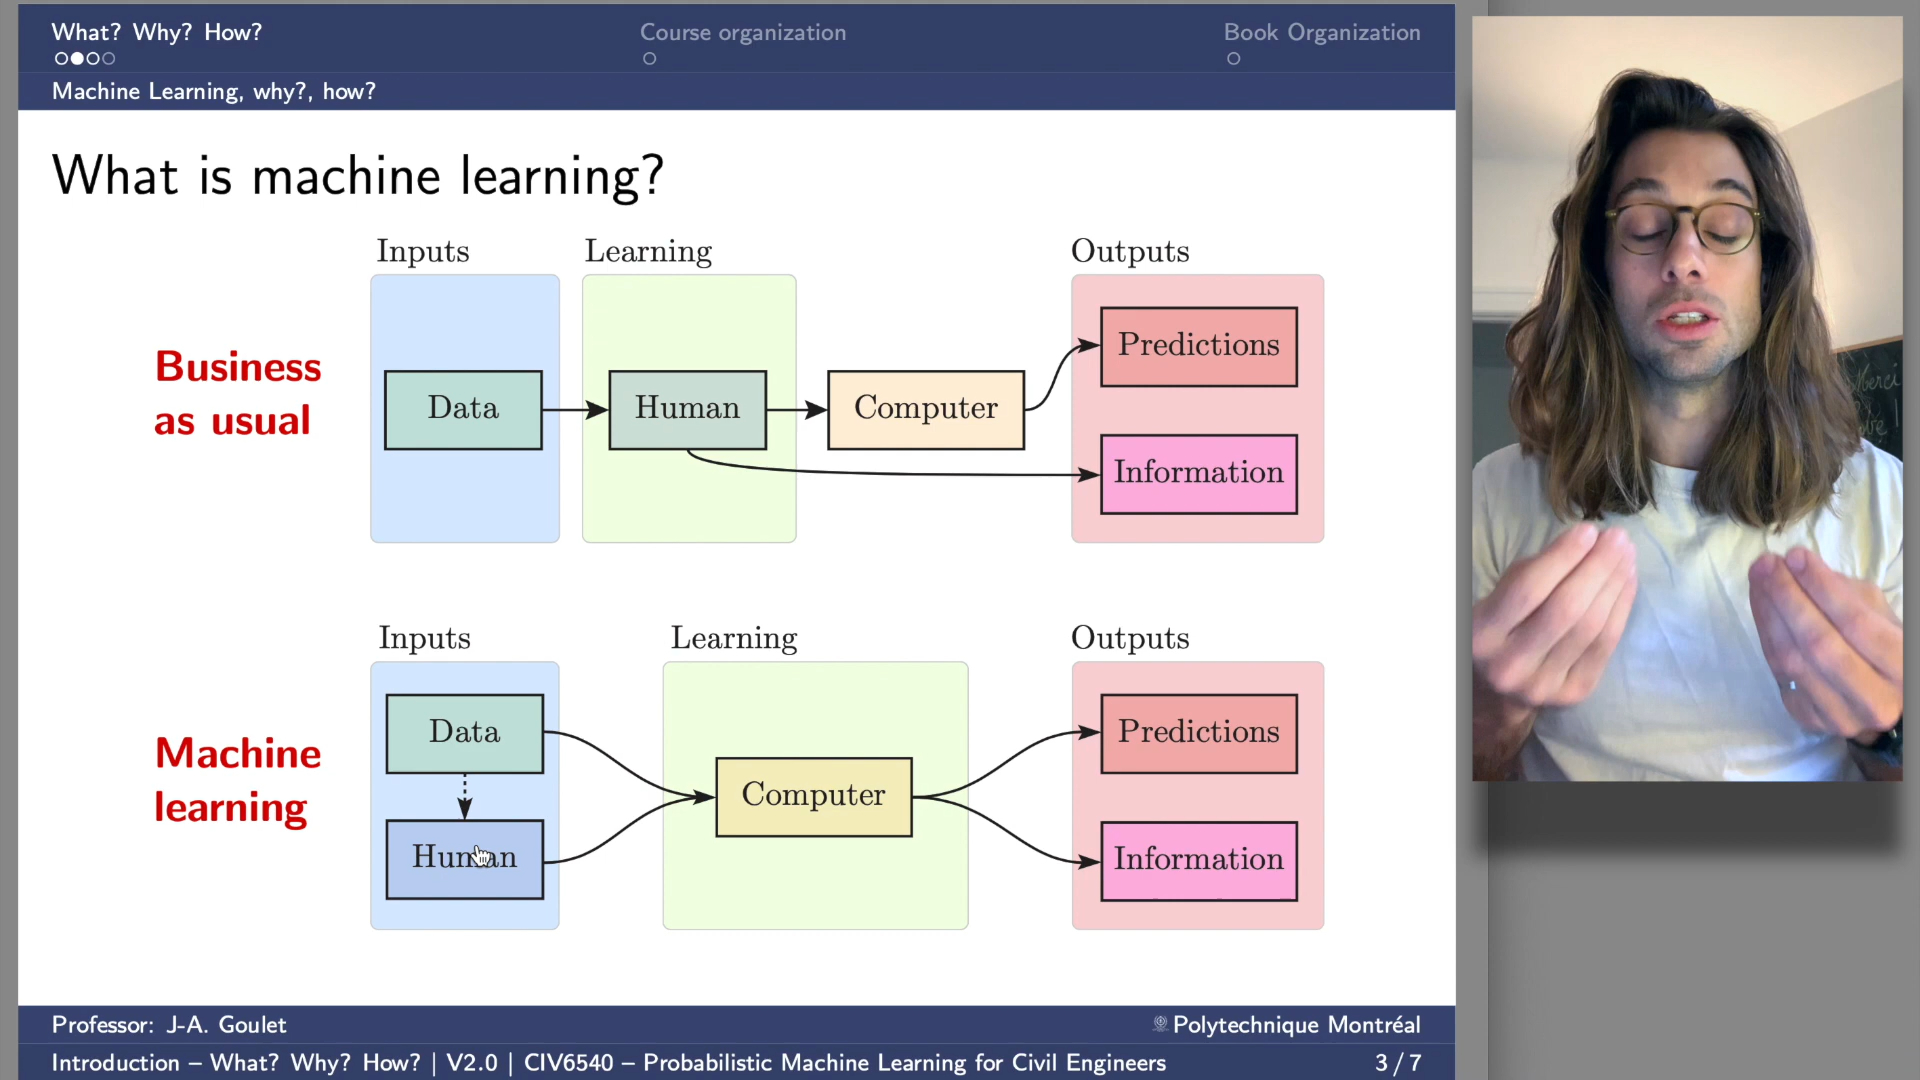 What? Why? How?
Course organization
Book Organization
Machine Learning, why?, how?
What is machine learning?
Inputs
Learning
Outputs
Business
as usual
Data
Human
Computer
Predictions
Information
Inputs
Learning
Outputs
Machine
learning
Data
Human
Computer
Predictions
Information
Merci
Professor: J-A. Goulet
Polytechnique Montréal
Introduction – What? Why? How? | V2.0 | CIV6540 – Probabilistic Machine Learning for Civil Engineers
3 / 7